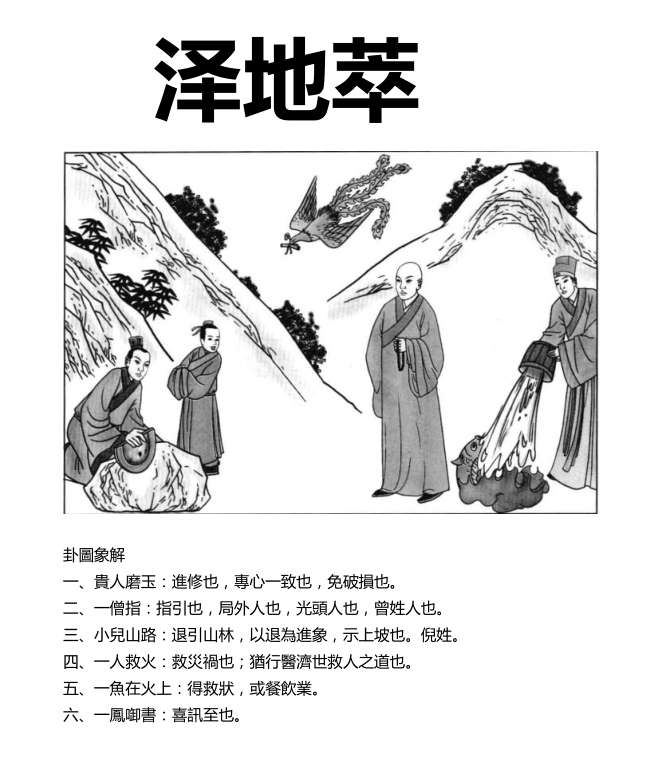 泽地萃
卦圖象解
一、貴人磨玉：進修也，專心一致也，免破損也。
二、一僧指：指引也，局外人也，光頭人也，曾姓人也。
三、小兒山路：退引山林，以退為進象，示上坡也。倪姓。
四、一人救火：救災禍也；猶行醫濟世救人之道也。
五、一魚在火上：得救狀，或餐飲業。
六、一鳳啣書：喜訊至也。